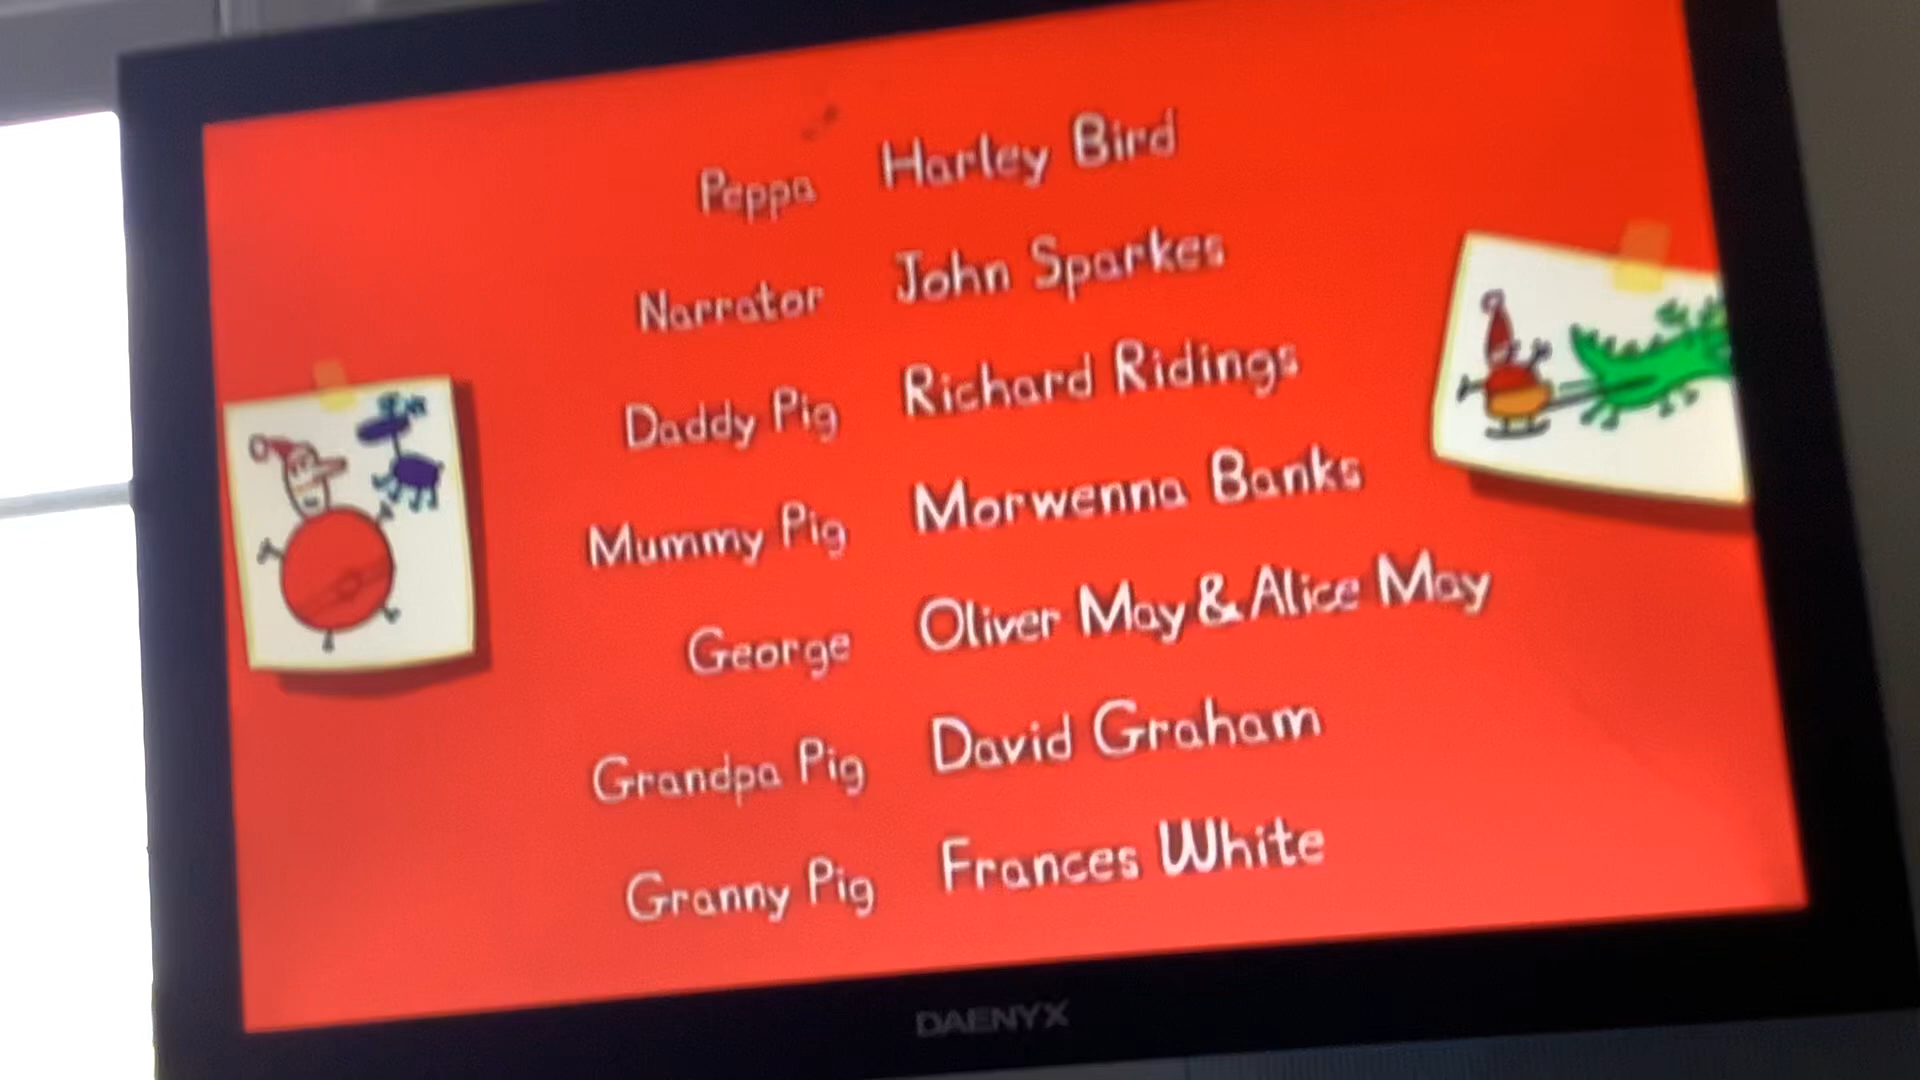 Peppa Harley Bird
Narrator John Sparkes
Daddy Pig Richard Ridings
Mummy Pig Morwenna Banks
George Oliver May & Alice May
Grandpa Pig David Graham
Granny Pig Frances White
DAENYX